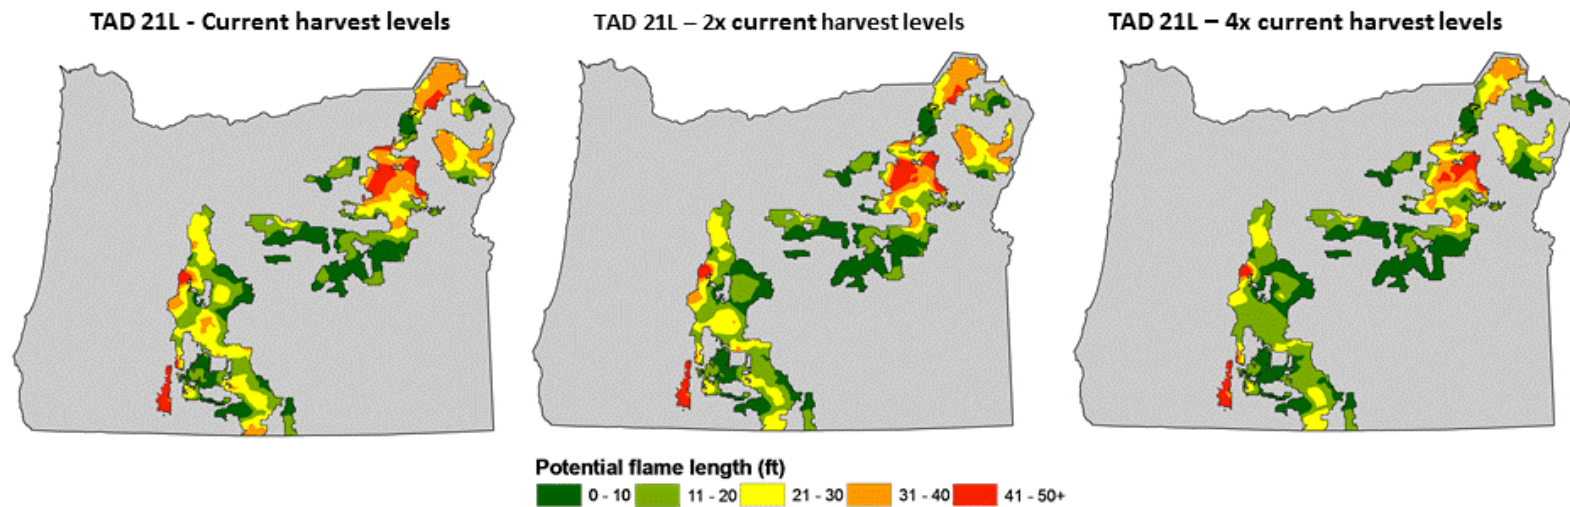 TAD 21L - Current harvest levels
TAD 21L – 2x current harvest levels
TAD 21L – 4x current harvest levels
Potential flame length (ft)
0 - 10 11 - 20 21 - 30 31 - 40 41 - 50+